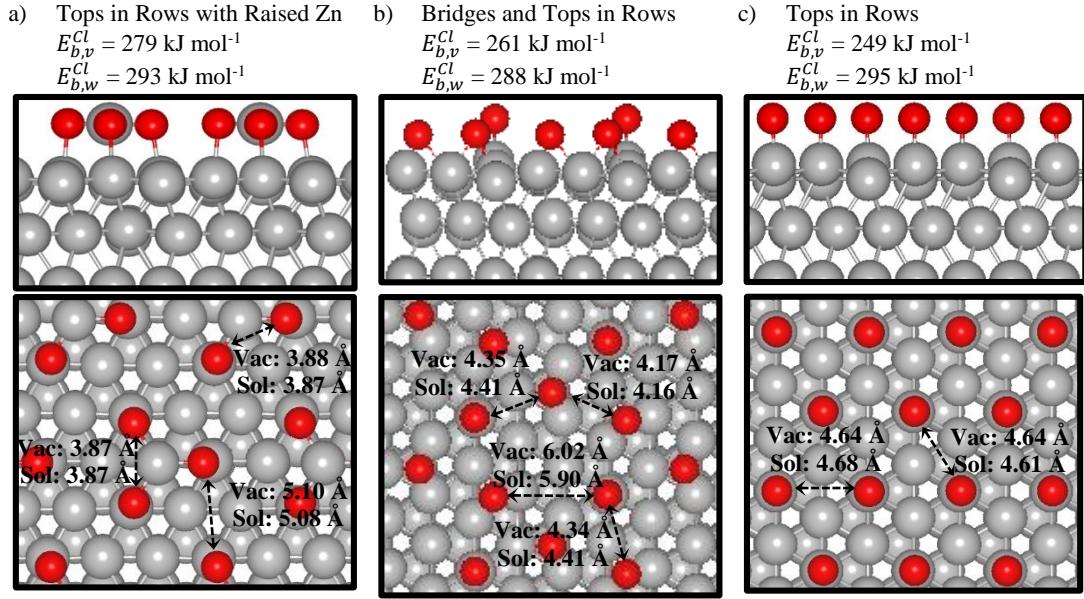 a) Tops in Rows with Raised Zn
E_{b,v}^{Cl} = 279 kJ mol⁻¹
E_{b,w}^{Cl} = 293 kJ mol⁻¹
b) Bridges and Tops in Rows
E_{b,v}^{Cl} = 261 kJ mol⁻¹
E_{b,w}^{Cl} = 288 kJ mol⁻¹
c) Tops in Rows
E_{b,v}^{Cl} = 249 kJ mol⁻¹
E_{b,w}^{Cl} = 295 kJ mol⁻¹
Vac: 3.88 Å
Sol: 3.87 Å
Vac: 3.87 Å
Sol: 3.87 Å
Vac: 5.10 Å
Sol: 5.08 Å
Vac: 4.35 Å
Sol: 4.41 Å
Vac: 4.17 Å
Sol: 4.16 Å
Vac: 6.02 Å
Sol: 5.90 Å
Vac: 4.34 Å
Sol: 4.41 Å
Vac: 4.64 Å
Sol: 4.68 Å
Vac: 4.64 Å
Sol: 4.61 Å